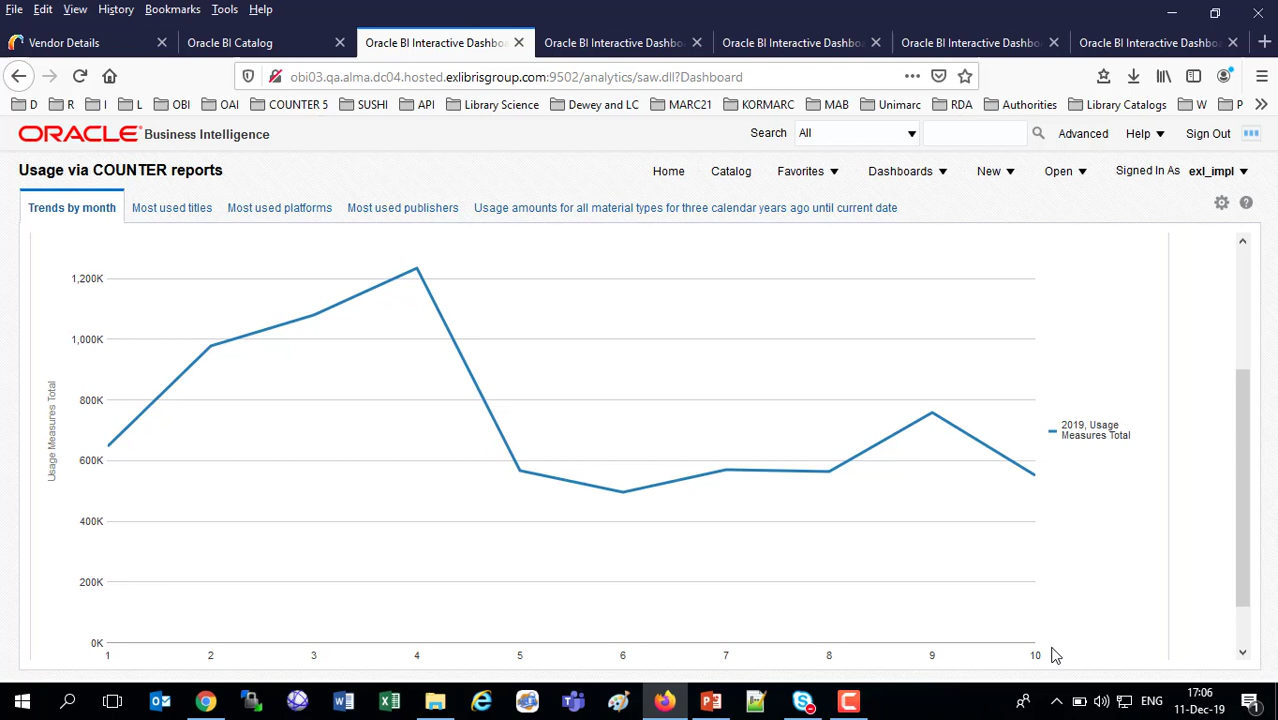 File Edit View History Bookmarks Tools Help
Vendor Details Oracle BI Catalog Oracle BI Interactive Dashbo Oracle BI Interactive Dashbo Oracle BI Interactive Dashbo Oracle BI Interactive Dashbo Oracle BI Interactive Dashbo
obi03.qa.alma.dc04.hosted.exlibrisgroup.com:9502/analytics/saw.dll?Dashboard
D R I L OBI OAI COUNTER 5 SUSHI API Library Science Dewey and LC MARC21 KORMARC MAB Unimarc RDA Authorities Library Catalogs W P
ORACLE Business Intelligence Search All Advanced Help Sign Out
Usage via COUNTER reports Home Catalog Favorites Dashboards New Open Signed In As exl_impl
Trends by month Most used titles Most used platforms Most used publishers Usage amounts for all material types for three calendar years ago until current date
1,200K
1,000K
800K
600K
400K
200K
0K
Usage Measures Total
2019, Usage
Measures Total
1 2 3 4 5 6 7 8 9 10
ENG
17:06
11-Dec-19
1